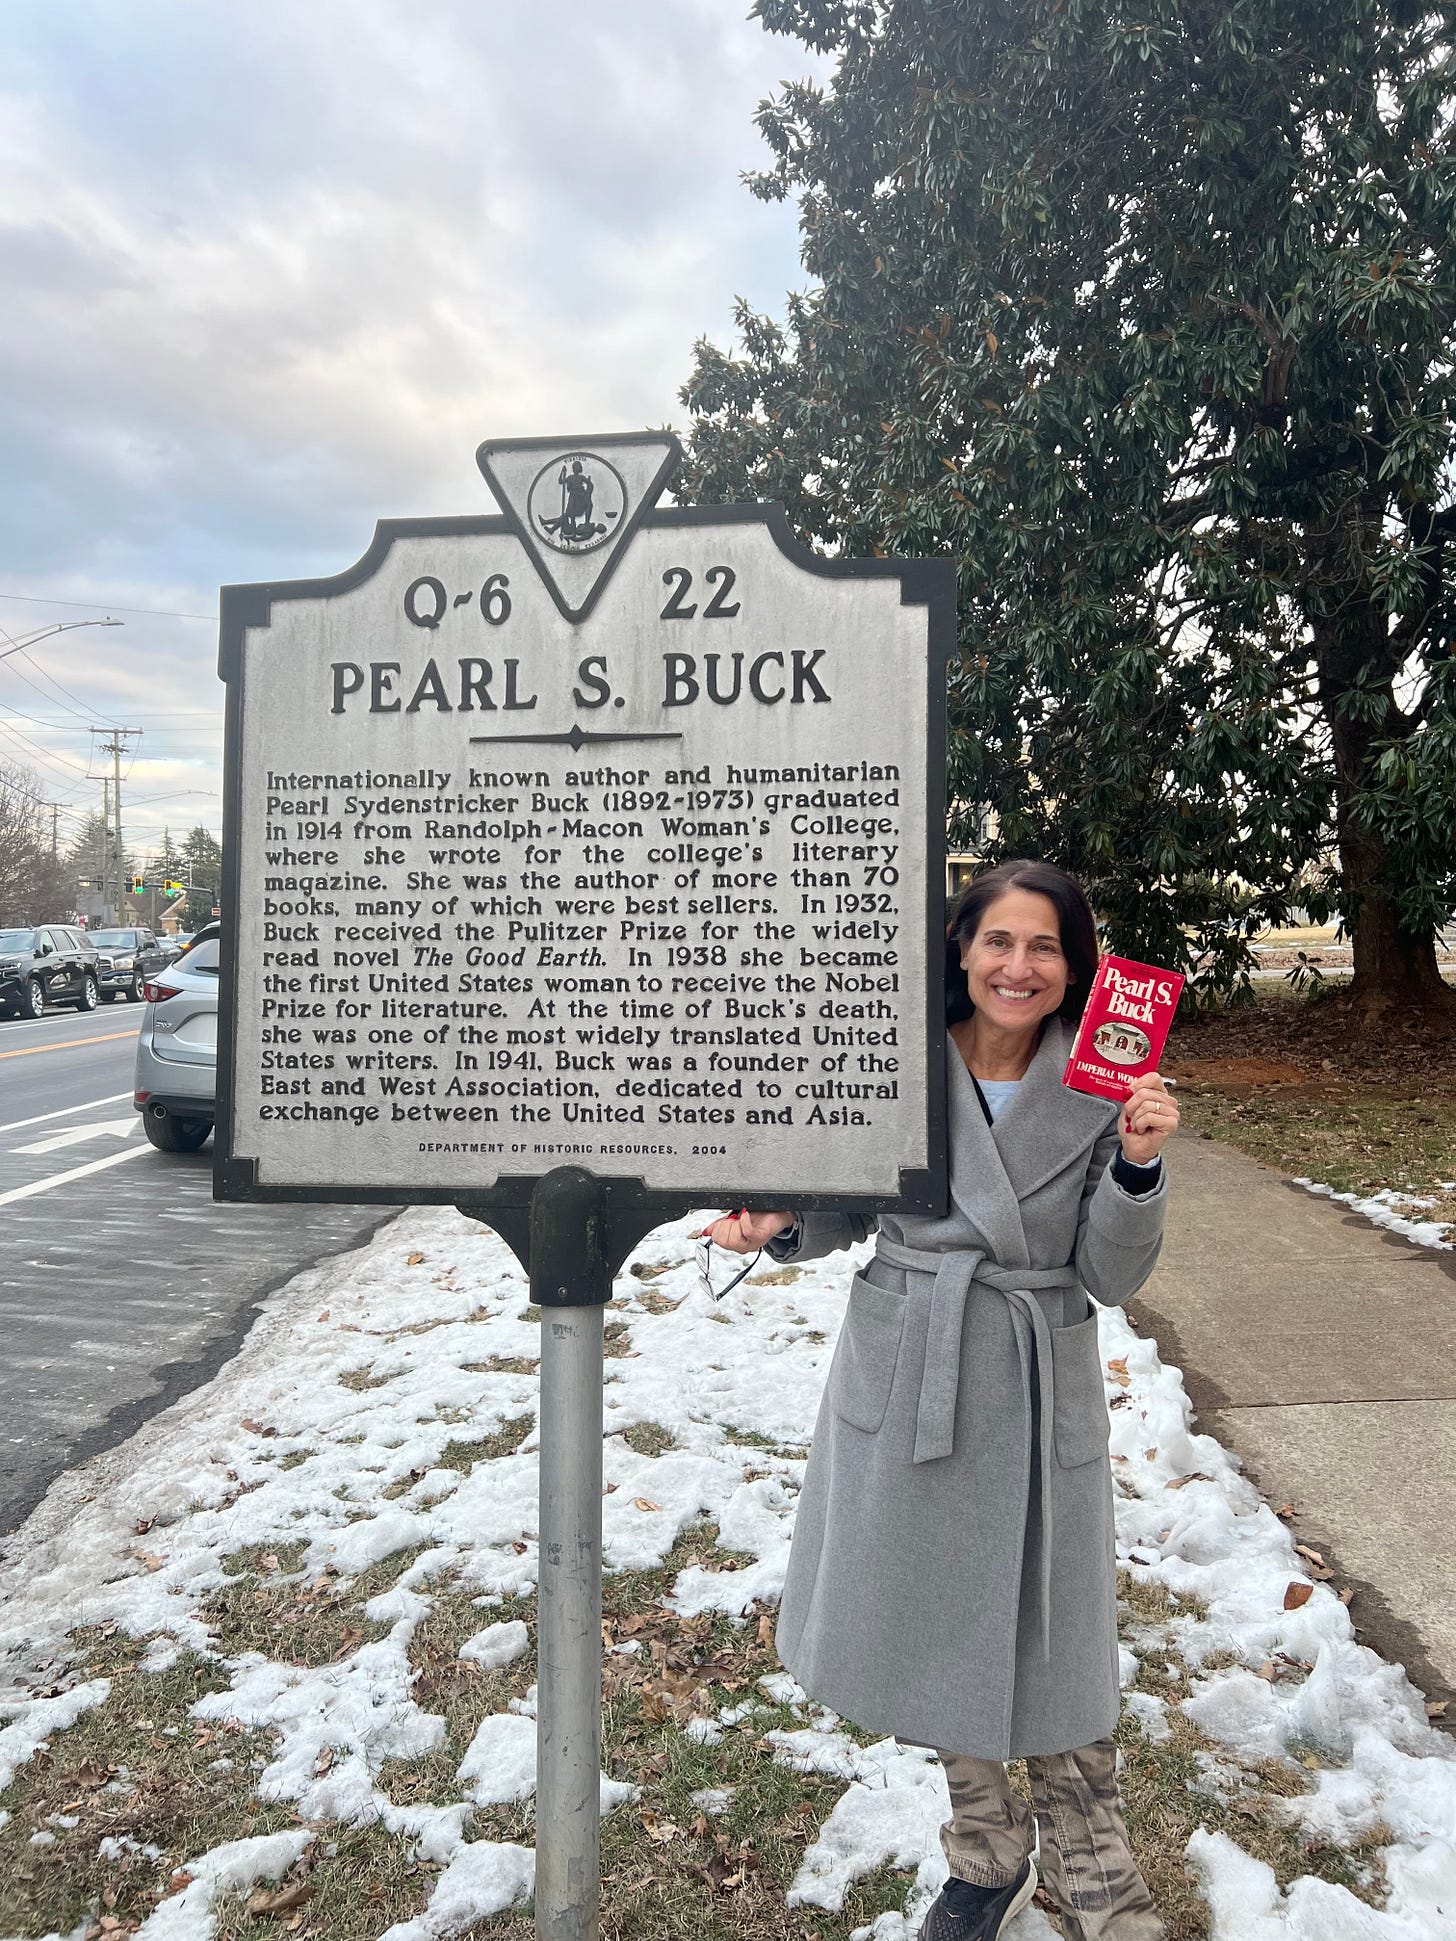 VIRGINIA
Q-6 22
PEARL S. BUCK
Internationally known author and humanitarian
Pearl Sydenstricker Buck (1892-1973) graduated
in 1914 from Randolph-Macon Woman's College,
where she wrote for the college's literary
magazine. She was the author of more than 70
books, many of which were best sellers. In 1932,
Buck received the Pulitzer Prize for the widely
read novel The Good Earth. In 1938 she became
the first United States woman to receive the Nobel
Prize for literature. At the time of Buck's death,
she was one of the most widely translated United
States writers. In 1941, Buck was a founder of the
East and West Association, dedicated to cultural
exchange between the United States and Asia.
DEPARTMENT OF HISTORIC RESOURCES, 2004
Pearl S.
Buck
IMPERIAL